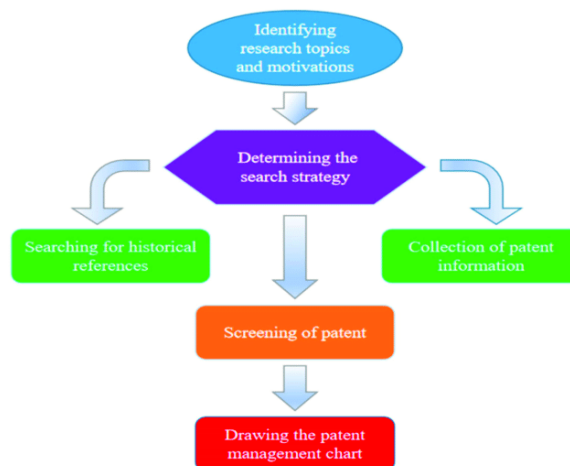 Identifying
research topics
and motivations
Determining the
search strategy
Searching for historical
references
Collection of patent
information
Screening of patent
Drawing the patent
management chart